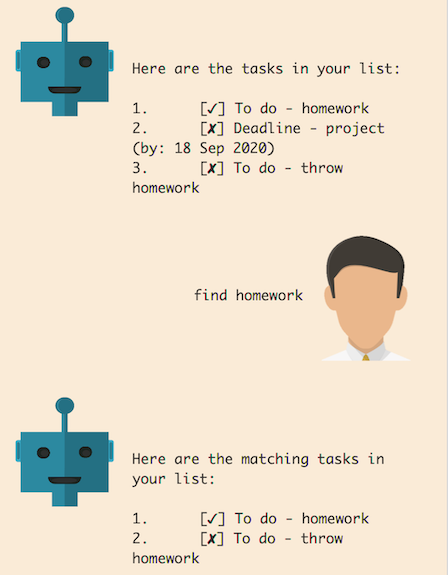 Here are the tasks in your list:
1. [✓] To do - homework
2. [✗] Deadline - project
(by: 18 Sep 2020)
3. [✗] To do - throw
homework
find homework
Here are the matching tasks in
your list:
1. [✓] To do - homework
2. [✗] To do - throw
homework